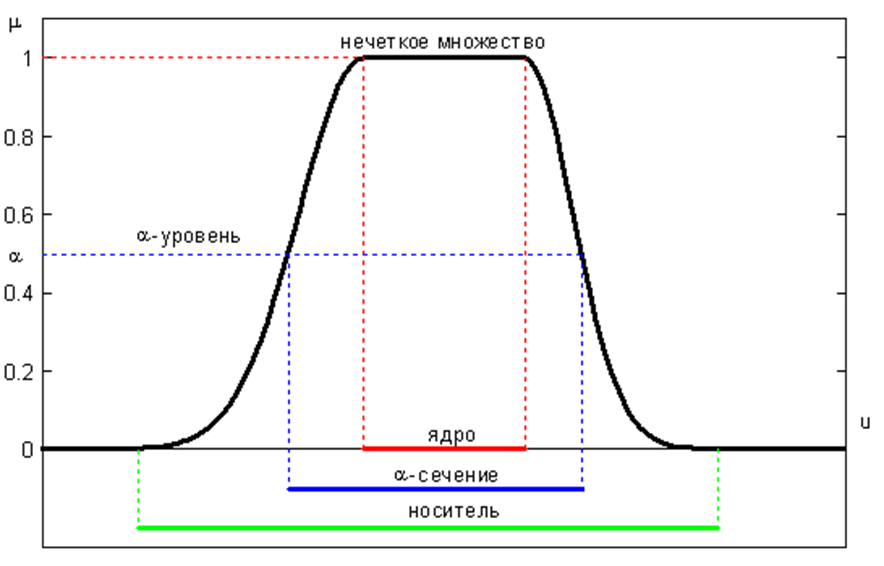 μ
нечеткое множество
1
0.8
0.6
α-уровень
α
0.4
0.2
u
ядро
0
α-сечение
носитель